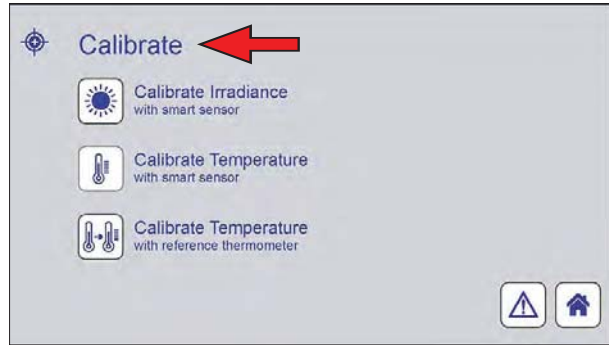 Calibrate
Calibrate Irradiance
with smart sensor
Calibrate Temperature
with smart sensor
Calibrate Temperature
with reference thermometer